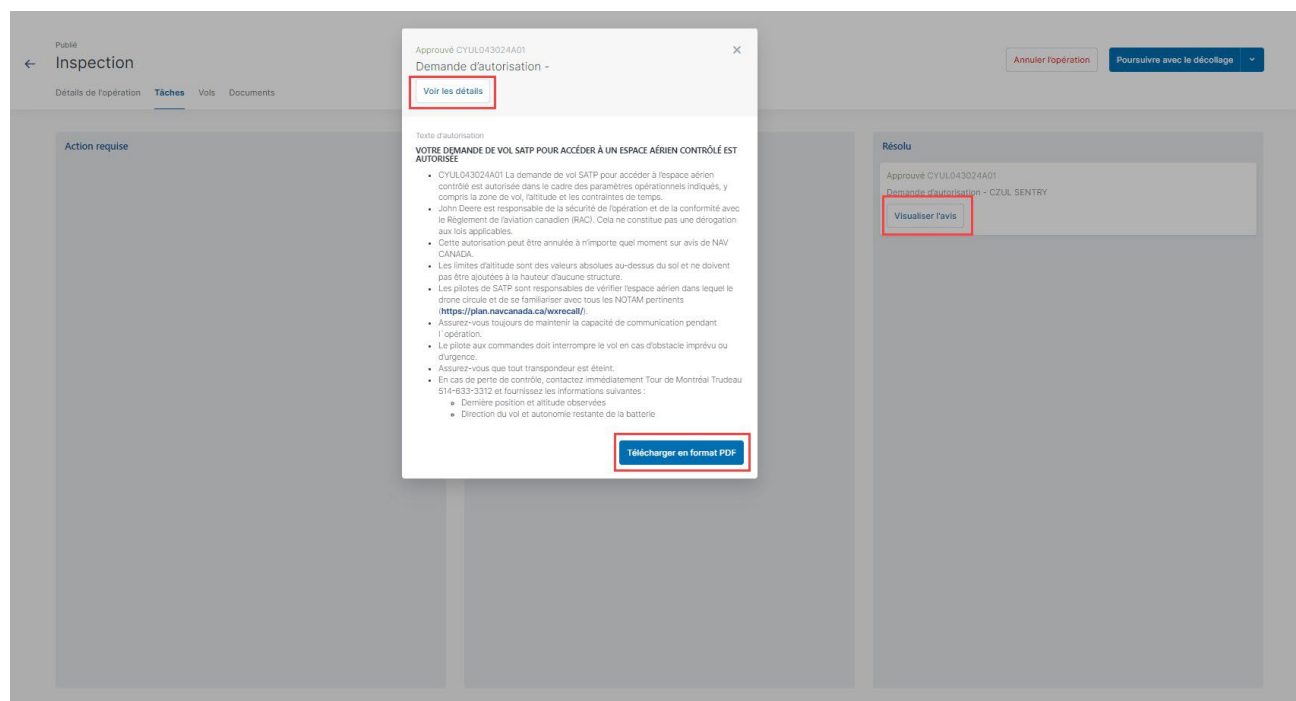 Publié
Inspection
Détails de l'opération Tâches Vols Documents
Annuler l'opération
Poursuivre avec le décollage
Action requise
Approuvé CYUL043024A01
Demande d'autorisation -
Voir les détails
Texte d'autorisation
VOTRE DEMANDE DE VOL SATP POUR ACCÉDER À UN ESPACE AÉRIEN CONTRÔLÉ EST
AUTORISÉE
• CYUL043024A01 La demande de vol SATP pour accéder à l'espace aérien
contrôlé est autorisée dans le cadre des paramètres opérationnels indiqués, y
compris la zone de vol, l'altitude et les contraintes de temps.
• John Deere est responsable de la sécurité de l'opération et de la conformité avec
le Règlement de l'aviation canadien (RAC). Cela ne constitue pas une dérogation
aux lois applicables.
• Cette autorisation peut être annulée à n'importe quel moment sur avis de NAV
CANADA.
• Les limites d'altitude sont des valeurs absolues au-dessus du sol et ne doivent
pas être ajoutées à la hauteur d'aucune structure.
• Les pilotes de SATP sont responsables de vérifier l'espace aérien dans lequel le
drone circule et de se familiariser avec tous les NOTAM pertinents
(https://plan.navcanada.ca/wxrecall/).
• Assurez-vous toujours de maintenir la capacité de communication pendant
l`opération.
• Le pilote aux commandes doit interrompre le vol en cas d'obstacle imprévu ou
d'urgence.
• Assurez-vous que tout transpondeur est éteint.
• En cas de perte de contrôle, contactez immédiatement Tour de Montréal Trudeau
514-633-3312 et fournissez les informations suivantes :
• Dernière position et altitude observées
• Direction du vol et autonomie restante de la batterie
Télécharger en format PDF
Résolu
Approuvé CYUL043024A01
Demande d'autorisation - CZUL SENTRY
Visualiser l'avis